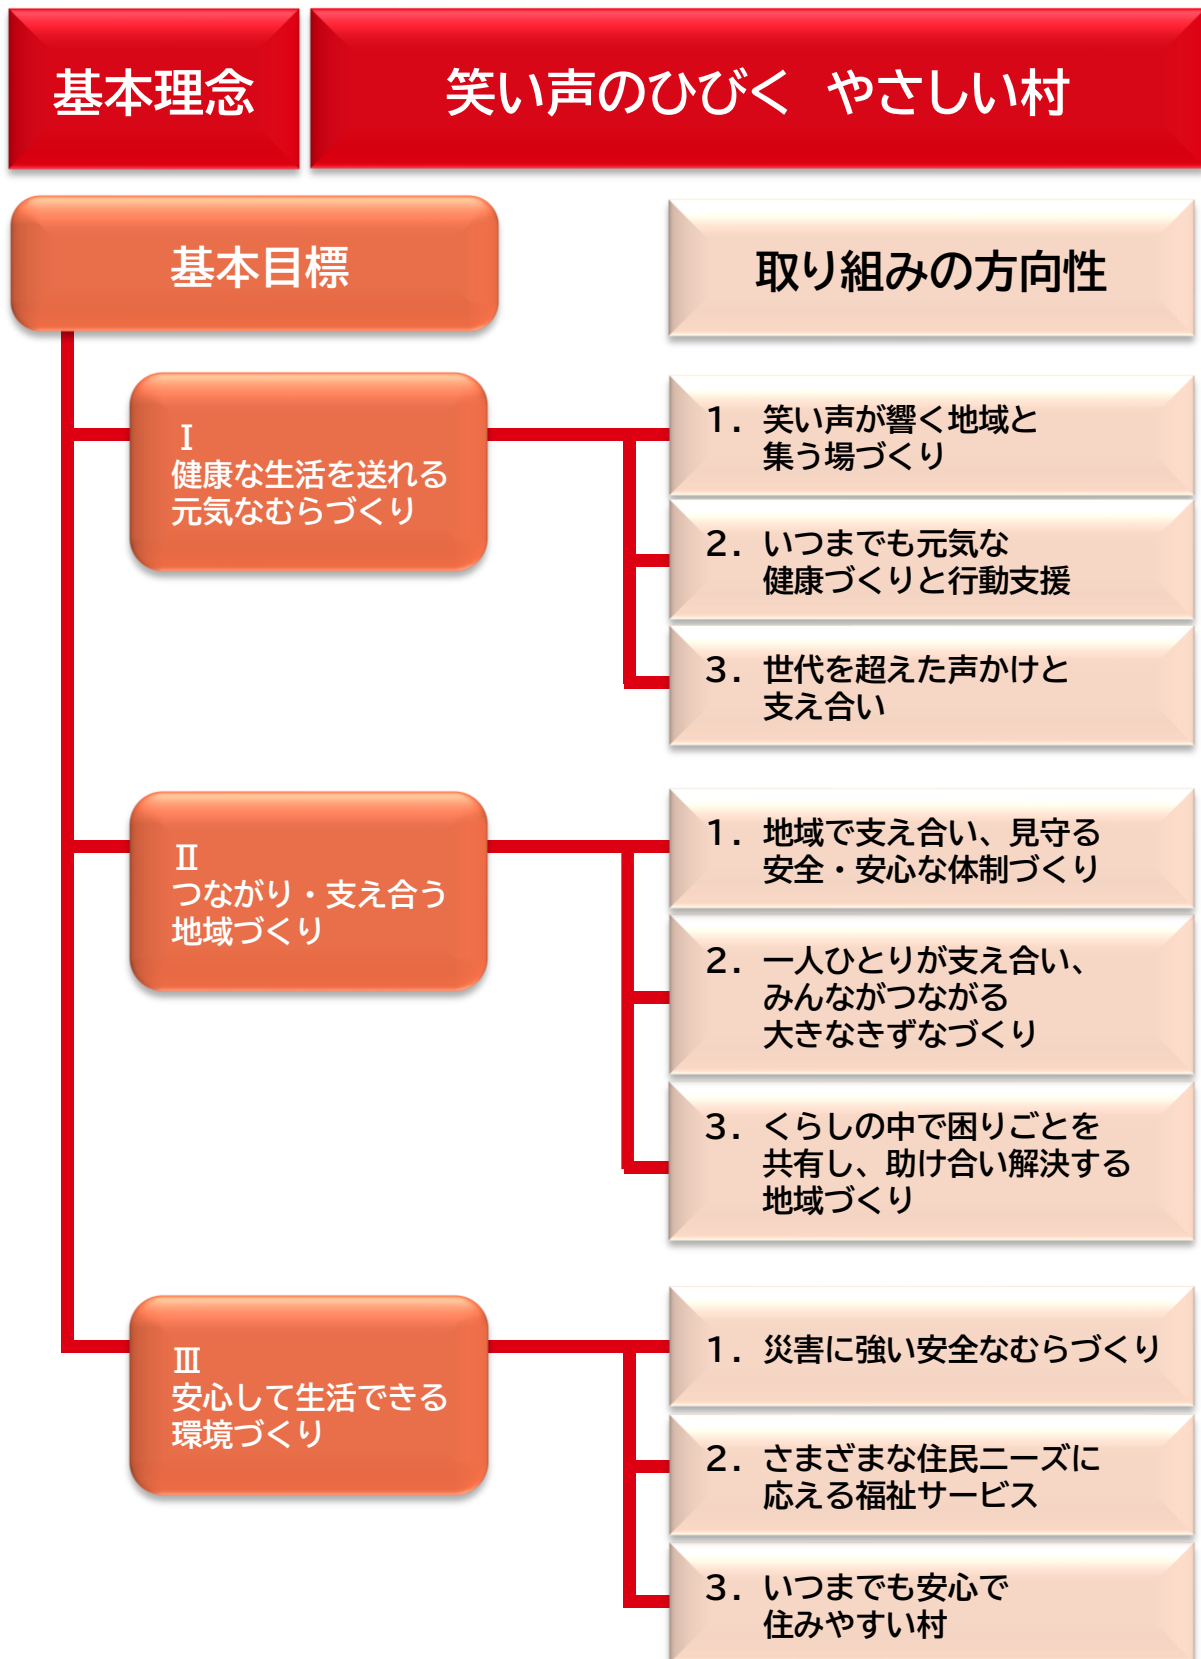 基本理念
笑い声のひびく　やさしい村
基本目標
取り組みの方向性
Ⅰ
健康な生活を送れる
元気なむらづくり
１．笑い声が響く地域と
集う場づくり
２．いつまでも元気な
健康づくりと行動支援
３．世代を超えた声かけと
支え合い
Ⅱ
つながり・支え合う
地域づくり
１．地域で支え合い、見守る
安全・安心な体制づくり
２．一人ひとりが支え合い、
みんながつながる
大きなきずなづくり
３．くらしの中で困りごとを
共有し、助け合い解決する
地域づくり
Ⅲ
安心して生活できる
環境づくり
１．災害に強い安全なむらづくり
２．さまざまな住民ニーズに
応える福祉サービス
３．いつまでも安心で
住みやすい村